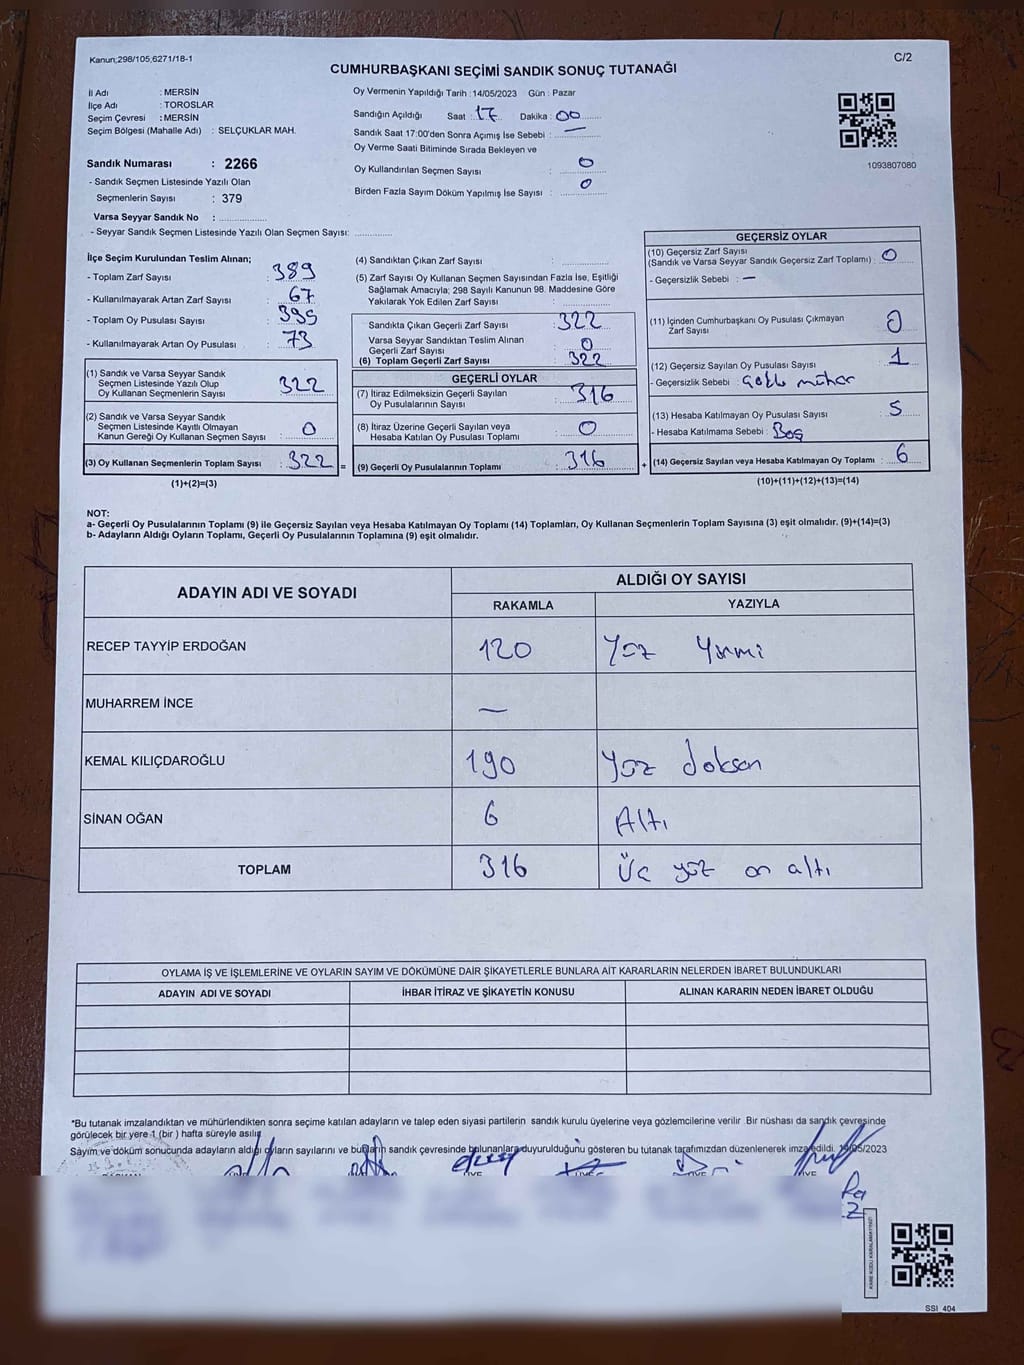 Kanun;298/105,6271/18-1
C/2
CUMHURBAŞKANI SEÇİMİ SANDIK SONUÇ TUTANAĞI
İl Adı : MERSİN
İlçe Adı : TOROSLAR
Seçim Çevresi : MERSİN
Seçim Bölgesi (Mahalle Adı) : SELÇUKLAR MAH.
Sandık Numarası : 2266
- Sandık Seçmen Listesinde Yazılı Olan
Seçmenlerin Sayısı : 379
Varsa Seyyar Sandık No : ....................
- Seyyar Sandık Seçmen Listesinde Yazılı Olan Seçmen Sayısı: ................
Oy Vermenin Yapıldığı Tarih :14/05/2023 Gün : Pazar
Sandığın Açıldığı Saat : 17 Dakika : 00
Sandık Saat 17:00'den Sonra Açımış İse Sebebi : —
Oy Verme Saati Bitiminde Sırada Bekleyen ve
Oy Kullandırılan Seçmen Sayısı : 0
Birden Fazla Sayım Döküm Yapılmış İse Sayısı : 0
1093807080
İlçe Seçim Kurulundan Teslim Alınan;
- Toplam Zarf Sayısı : 389
- Kullanılmayarak Artan Zarf Sayısı : 67
- Toplam Oy Pusulası Sayısı : 395
- Kullanılmayarak Artan Oy Pusulası : 73
(1) Sandık ve Varsa Seyyar Sandık
Seçmen Listesinde Yazılı Olup
Oy Kullanan Seçmenlerin Sayısı : 322
(2) Sandık ve Varsa Seyyar Sandık
Seçmen Listesinde Kayıtlı Olmayan
Kanun Gereği Oy Kullanan Seçmen Sayısı : 0
(3) Oy Kullanan Seçmenlerin Toplam Sayısı : 322
(1)+(2)=(3)
(4) Sandıktan Çıkan Zarf Sayısı : ................
(5) Zarf Sayısı Oy Kullanan Seçmen Sayısından Fazla İse, Eşitliği
Sağlamak Amacıyla; 298 Sayılı Kanunun 98. Maddesine Göre
Yakılarak Yok Edilen Zarf Sayısı : ................
Sandıkta Çıkan Geçerli Zarf Sayısı : 322
Varsa Seyyar Sandıktan Teslim Alınan
Geçerli Zarf Sayısı : 0
(6) Toplam Geçerli Zarf Sayısı : 322
GEÇERLİ OYLAR
(7) İtiraz Edilmeksizin Geçerli Sayılan
Oy Pusulalarının Sayısı : 316
(8) İtiraz Üzerine Geçerli Sayılan veya
Hesaba Katılan Oy Pusulası Toplamı : 0
= (9) Geçerli Oy Pusulalarının Toplamı : 316
GEÇERSİZ OYLAR
(10) Geçersiz Zarf Sayısı
(Sandık ve Varsa Seyyar Sandık Geçersiz Zarf Toplamı) : 0
- Geçersizlik Sebebi : —
(11) İçinden Cumhurbaşkanı Oy Pusulası Çıkmayan
Zarf Sayısı : 0
(12) Geçersiz Sayılan Oy Pusulası Sayısı : 1
- Geçersizlik Sebebi : Çoklu mühür
(13) Hesaba Katılmayan Oy Pusulası Sayısı : 5
- Hesaba Katılmama Sebebi : Boş
+ (14) Geçersiz Sayılan veya Hesaba Katılmayan Oy Toplamı : 6
(10)+(11)+(12)+(13)=(14)
NOT:
a- Geçerli Oy Pusulalarının Toplamı (9) ile Geçersiz Sayılan veya Hesaba Katılmayan Oy Toplamı (14) Toplamları, Oy Kullanan Seçmenlerin Toplam Sayısına (3) eşit olmalıdır. (9)+(14)=(3)
b- Adayların Aldığı Oyların Toplamı, Geçerli Oy Pusulalarının Toplamına (9) eşit olmalıdır.
ADAYIN ADI VE SOYADI ALDIĞI OY SAYISI
RAKAMLA YAZIYLA
RECEP TAYYİP ERDOĞAN 120 Yüz Yirmi
MUHARREM İNCE —
KEMAL KILIÇDAROĞLU 190 Yüz doksan
SİNAN OĞAN 6 Altı
TOPLAM 316 Üç yüz on altı
OYLAMA İŞ VE İŞLEMLERİNE VE OYLARIN SAYIM VE DÖKÜMÜNE DAİR ŞİKAYETLERLE BUNLARA AİT KARARLARIN NELERDEN İBARET BULUNDUKLARI
ADAYIN ADI VE SOYADI İHBAR İTİRAZ VE ŞİKAYETİN KONUSU ALINAN KARARIN NEDEN İBARET OLDUĞU
*Bu tutanak imzalandıktan ve mühürlendikten sonra seçime katılan adayların ve talep eden siyasi partilerin sandık kurulu üyelerine veya gözlemcilerine verilir .Bir nüshası da sandık çevresinde
görülecek bir yere 1 (bir ) hafta süreyle asılır.
Sayım ve döküm sonucunda adayların aldığı oyların sayılarını ve bunların sandık çevresinde bulunanlara duyurulduğunu gösteren bu tutanak tarafımızdan düzenlenerek imza edildi. 14/05/2023
KARE KODU KARALAMAYINIZ!
SSI_404